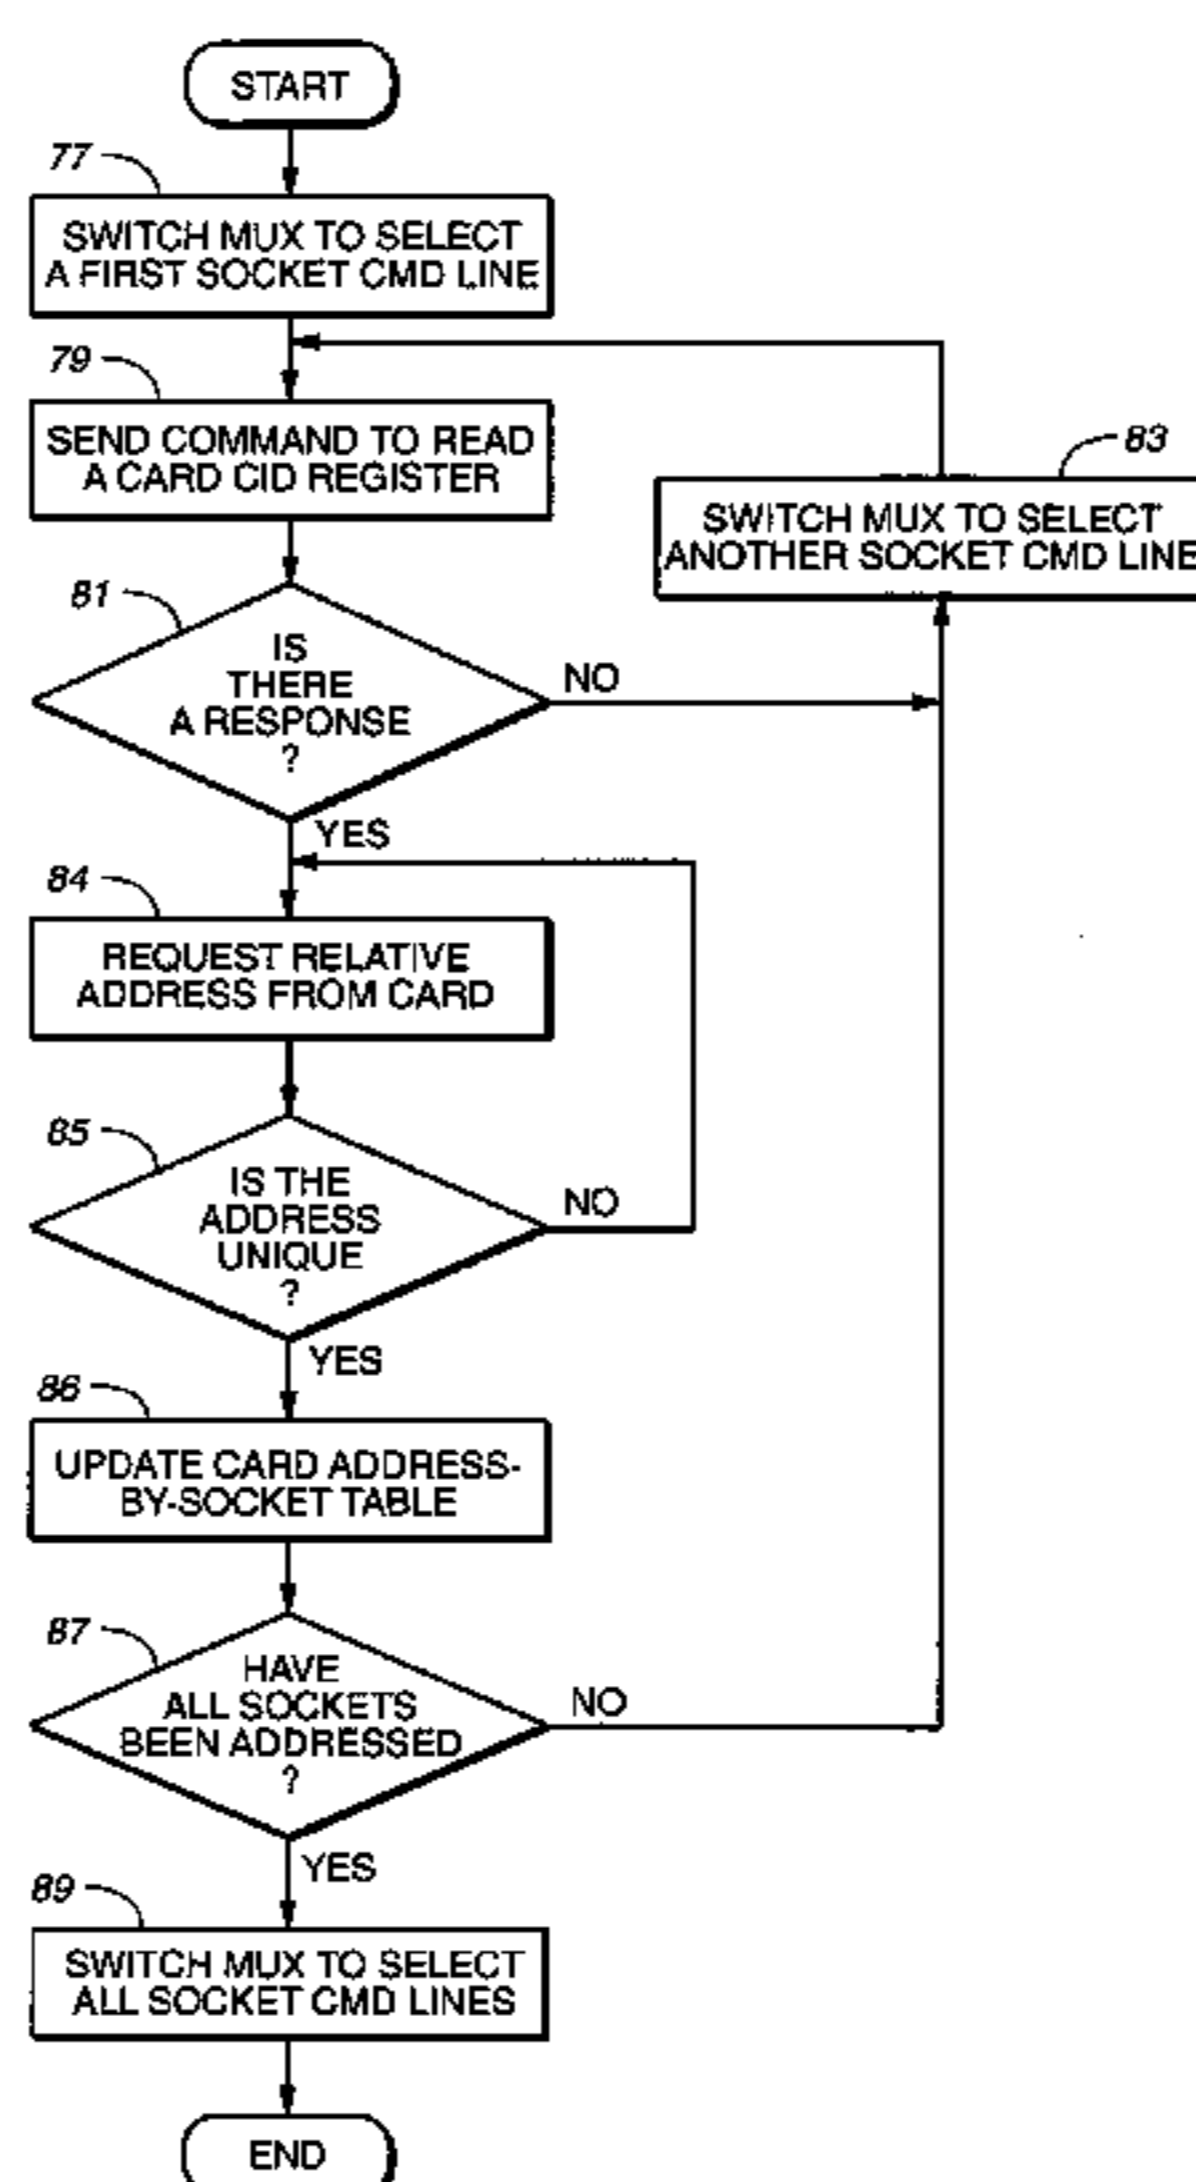 START
77
SWITCH MUX TO SELECT
A FIRST SOCKET CMD LINE
79
SEND COMMAND TO READ
A CARD CID REGISTER
83
SWITCH MUX TO SELECT
ANOTHER SOCKET CMD LINE
81
IS
THERE
A RESPONSE
?
NO
YES
84
REQUEST RELATIVE
ADDRESS FROM CARD
85
IS THE
ADDRESS
UNIQUE
?
NO
YES
86
UPDATE CARD ADDRESS-
BY-SOCKET TABLE
87
HAVE
ALL SOCKETS
BEEN ADDRESSED
?
NO
YES
89
SWITCH MUX TO SELECT
ALL SOCKET CMD LINES
END